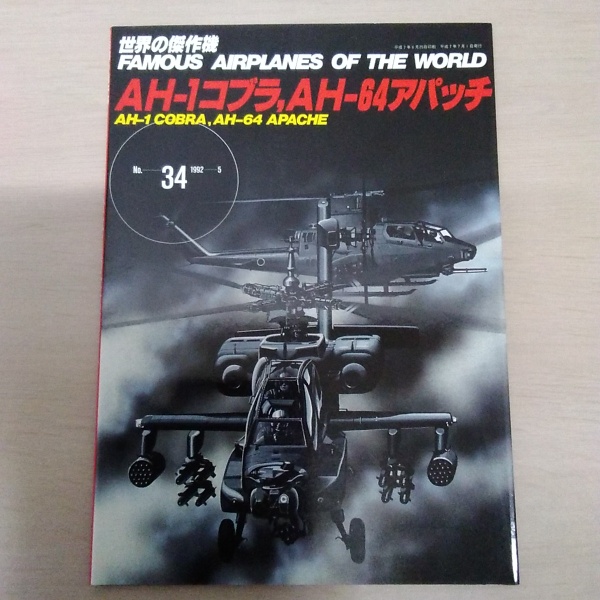 世界の傑作機
FAMOUS AIRPLANES OF THE WORLD
AH-1コブラ,AH-64アパッチ
AH-1 COBRA, AH-64 APACHE
No. 34 1992 5